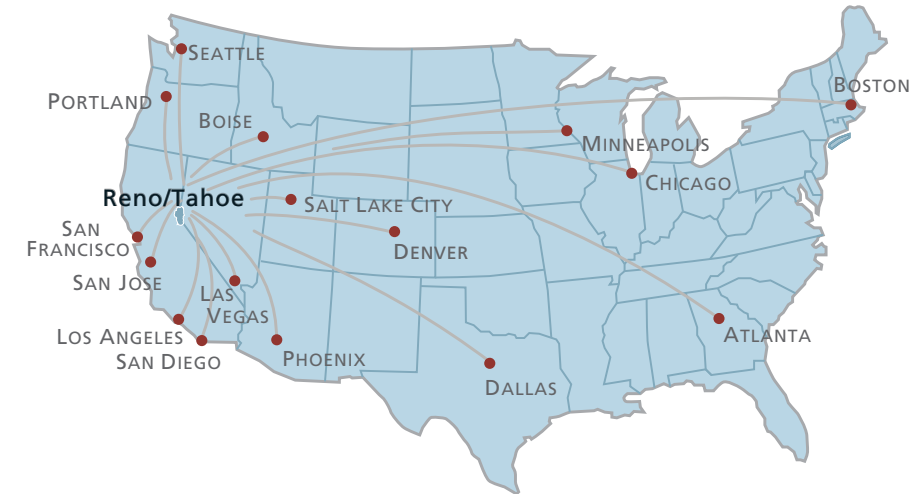 SEATTLE
BOSTON
PORTLAND
BOISE
MINNEAPOLIS
CHICAGO
Reno/Tahoe
SALT LAKE CITY
SAN
FRANCISCO
DENVER
SAN JOSE
LAS
VEGAS
LOS ANGELES
ATLANTA
SAN DIEGO
PHOENIX
DALLAS